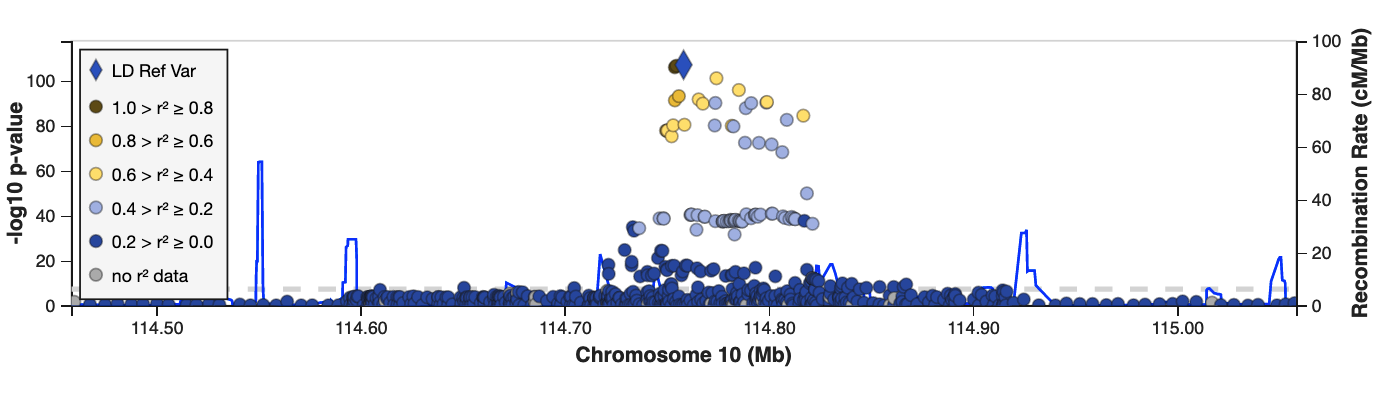 -log10 p-value
100
80
60
40
20
0
LD Ref Var
1.0 > r² ≥ 0.8
0.8 > r² ≥ 0.6
0.6 > r² ≥ 0.4
0.4 > r² ≥ 0.2
0.2 > r² ≥ 0.0
no r² data
100
80
60
40
20
0
Recombination Rate (cM/Mb)
114.50 114.60 114.70 114.80 114.90 115.00
Chromosome 10 (Mb)